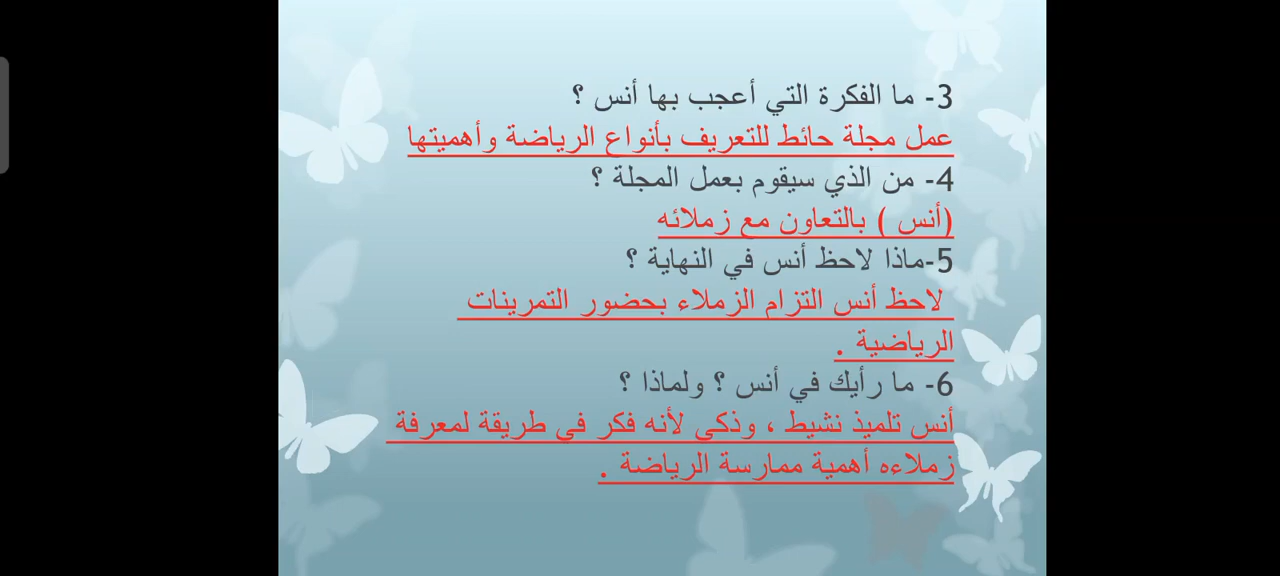 3- ما الفكرة التي أعجب بها أنس ؟
عمل مجلة حائط للتعريف بأنواع الرياضة وأهميتها
4- من الذي سيقوم بعمل المجلة ؟
(أنس ) بالتعاون مع زملائه
5-ماذا لاحظ أنس في النهاية ؟
لاحظ أنس التزام الزملاء بحضور التمرينات
الرياضية .
6- ما رأيك في أنس ؟ ولماذا ؟
أنس تلميذ نشيط ، وذكى لأنه فكر في طريقة لمعرفة
زملاءه أهمية ممارسة الرياضة .